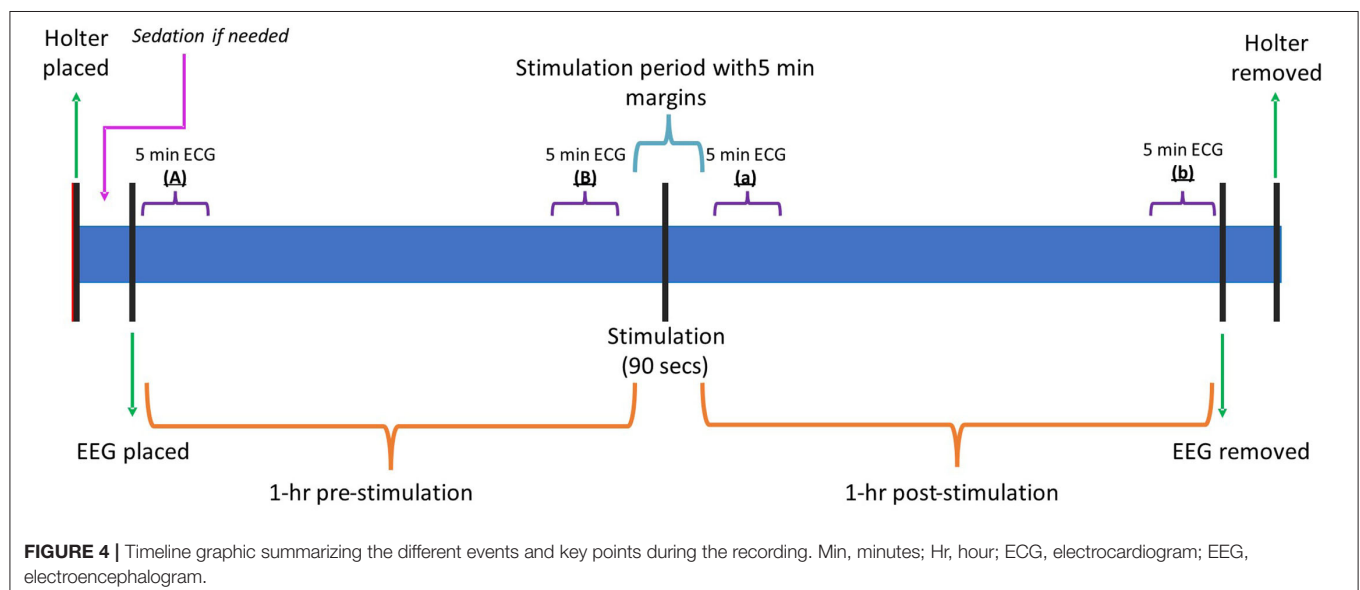 Holter
placed
Sedation if needed
Stimulation period with5 min
margins
Holter
removed
5 min ECG
(A)
5 min ECG
(B)
5 min ECG
(a)
5 min ECG
(b)
Stimulation
(90 secs)
EEG placed
EEG removed
1-hr pre-stimulation
1-hr post-stimulation
FIGURE 4 | Timeline graphic summarizing the different events and key points during the recording. Min, minutes; Hr, hour; ECG, electrocardiogram; EEG,
electroencephalogram.